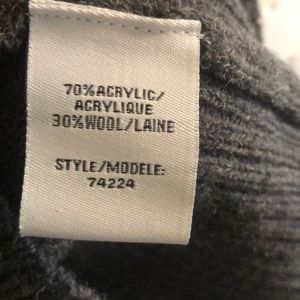 70%ACRYLIC/
ACRYLIQUE
30%WOOL/LAINE
STYLE/MODELE:
74224